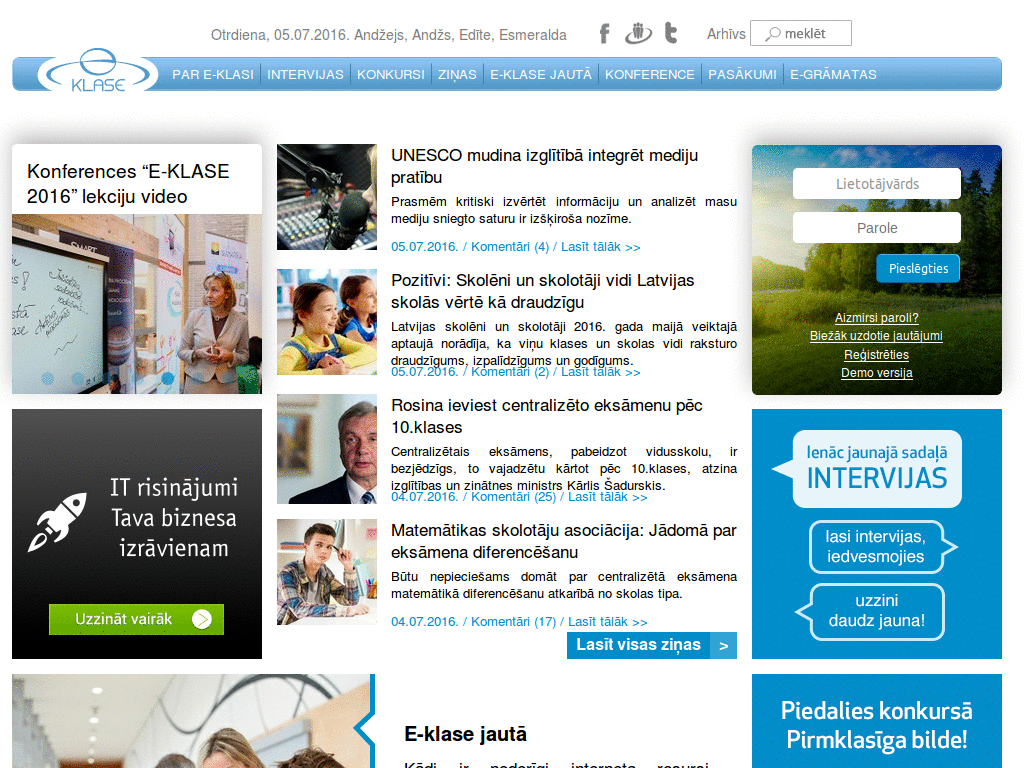 Otrdiena, 05.07.2016. Andžejs, Andžs, Edīte, Esmeralda
Arhīvs
meklēt
KLASE
PAR E-KLASI
INTERVIJAS
KONKURSI
ZIŅAS
E-KLASE JAUTĀ
KONFERENCE
PASĀKUMI
E-GRĀMATAS
Konferences “E-KLASE
2016” lekciju video
SMART
IT risinājumi
Tava biznesa
izrāvienam
Uzzināt vairāk
UNESCO mudina izglītībā integrēt mediju
pratību
Prasmēm kritiski izvērtēt informāciju un analizēt masu
mediju sniegto saturu ir izšķiroša nozīme.
05.07.2016. / Komentāri (4) / Lasīt tālāk >>
Pozitīvi: Skolēni un skolotāji vidi Latvijas
skolās vērtē kā draudzīgu
Latvijas skolēni un skolotāji 2016. gada maijā veiktajā
aptaujā norādīja, ka viņu klases un skolas vidi raksturo
draudzīgums, izpalīdzīgums un godīgums.
05.07.2016. / Komentāri (2) / Lasīt tālāk >>
Rosina ieviest centralizēto eksāmenu pēc
10.klases
Centralizētais eksāmens, pabeidzot vidusskolu, ir
bezjēdzīgs, to vajadzētu kārtot pēc 10.klases, atzina
izglītības un zinātnes ministrs Kārlis Šadurskis.
04.07.2016. / Komentāri (25) / Lasīt tālāk >>
Matemātikas skolotāju asociācija: Jādomā par
eksāmena diferencēšanu
Būtu nepieciešams domāt par centralizētā eksāmena
matemātikā diferencēšanu atkarībā no skolas tipa.
04.07.2016. / Komentāri (17) / Lasīt tālāk >>
Lasīt visas ziņas >
Lietotājvārds
Parole
Pieslēgties
Aizmirsi paroli?
Biežāk uzdotie jautājumi
Reģistrēties
Demo versija
Ienāc jaunajā sadaļā
INTERVIJAS
lasi intervijas,
iedvesmojies
uzzini
daudz jauna!
E-klase jautā
Kādi ir noderīgi interneta resursi
Piedalies konkursā
Pirmklasīga bilde!